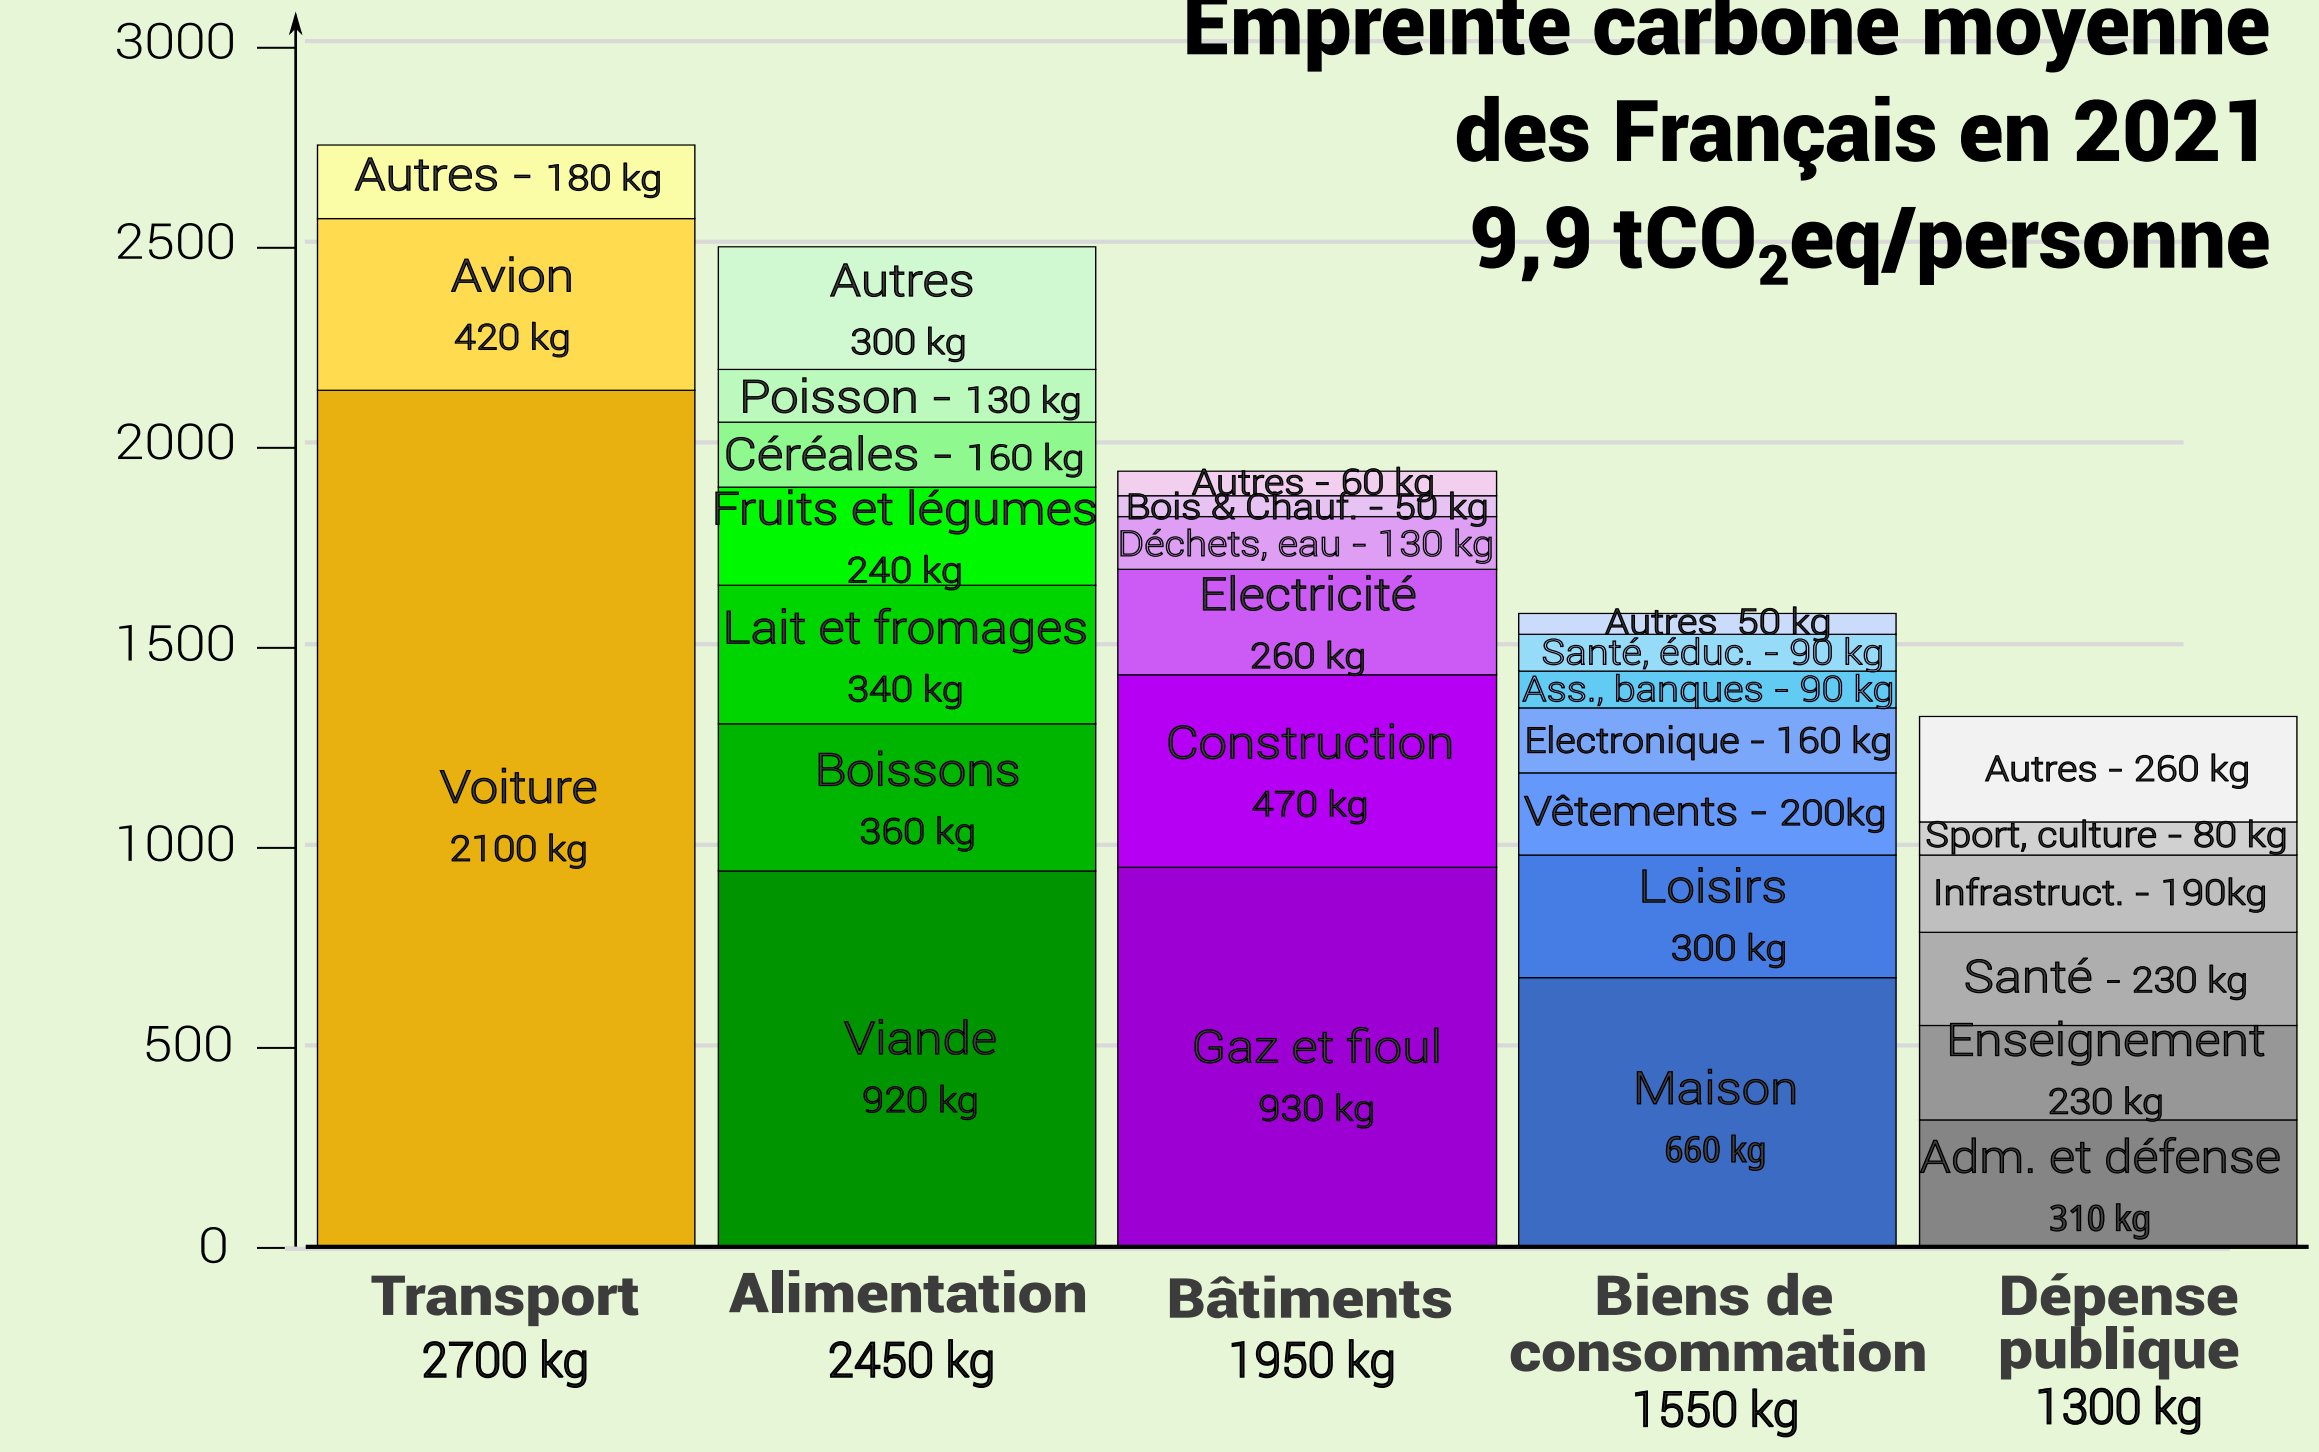 Empreinte carbone moyenne
des Français en 2021
9,9 tCO₂eq/personne
3000
2500
2000
1500
1000
500
0
Autres - 180 kg
Avion
420 kg
Voiture
2100 kg
Transport
2700 kg
Autres
300 kg
Poisson - 130 kg
Céréales - 160 kg
Fruits et légumes
240 kg
Lait et fromages
340 kg
Boissons
360 kg
Viande
920 kg
Alimentation
2450 kg
Autres - 60 kg
Bois & Chauf. - 50 kg
Déchets, eau - 130 kg
Electricité
260 kg
Construction
470 kg
Gaz et fioul
930 kg
Bâtiments
1950 kg
Autres 50 kg
Santé, éduc. - 90 kg
Ass., banques - 90 kg
Electronique - 160 kg
Vêtements - 200kg
Loisirs
300 kg
Maison
660 kg
Biens de
consommation
1550 kg
Autres - 260 kg
Sport, culture - 80 kg
Infrastruct. - 190kg
Santé - 230 kg
Enseignement
230 kg
Adm. et défense
310 kg
Dépense
publique
1300 kg